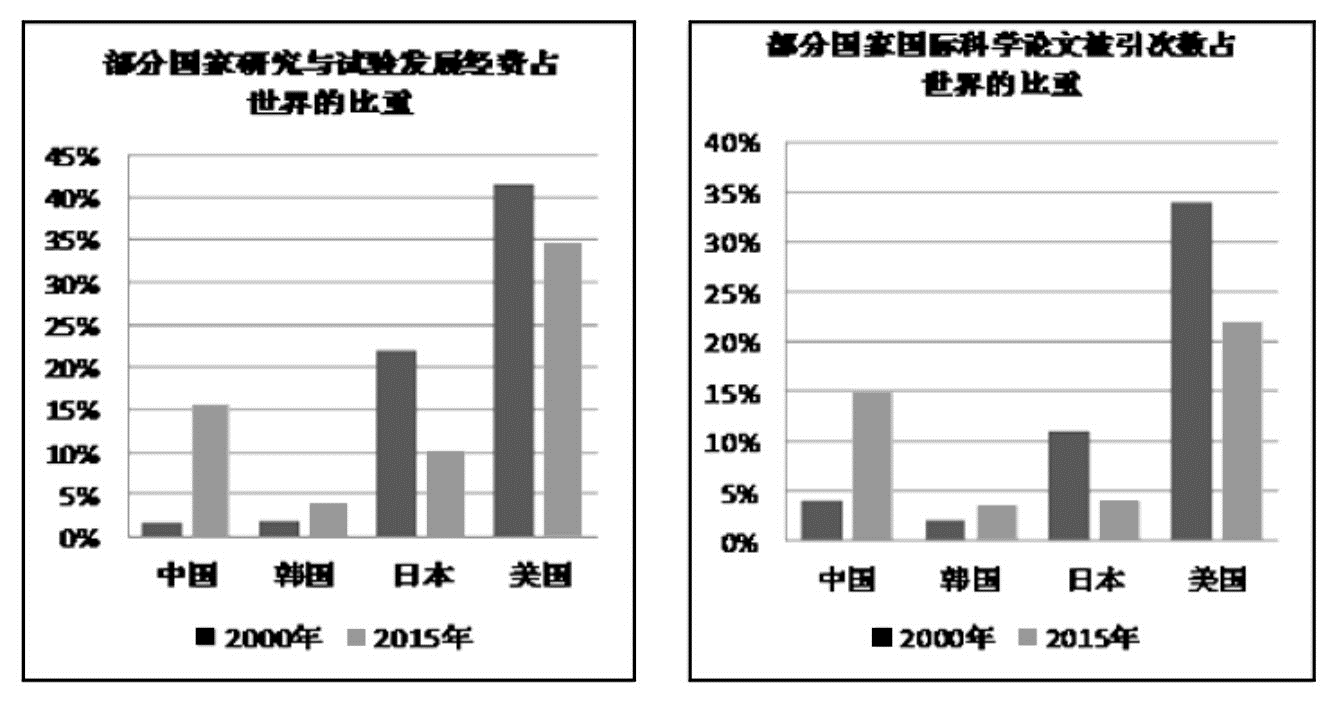 部分国家研究与试验发展经费占
世界的比重
45%
40%
35%
30%
25%
20%
15%
10%
5%
0%
中国 韩国 日本 美国
2000年 2015年
部分国家国际科学论文被引次数占
世界的比重
40%
35%
30%
25%
20%
15%
10%
5%
0%
中国 韩国 日本 美国
2000年 2015年